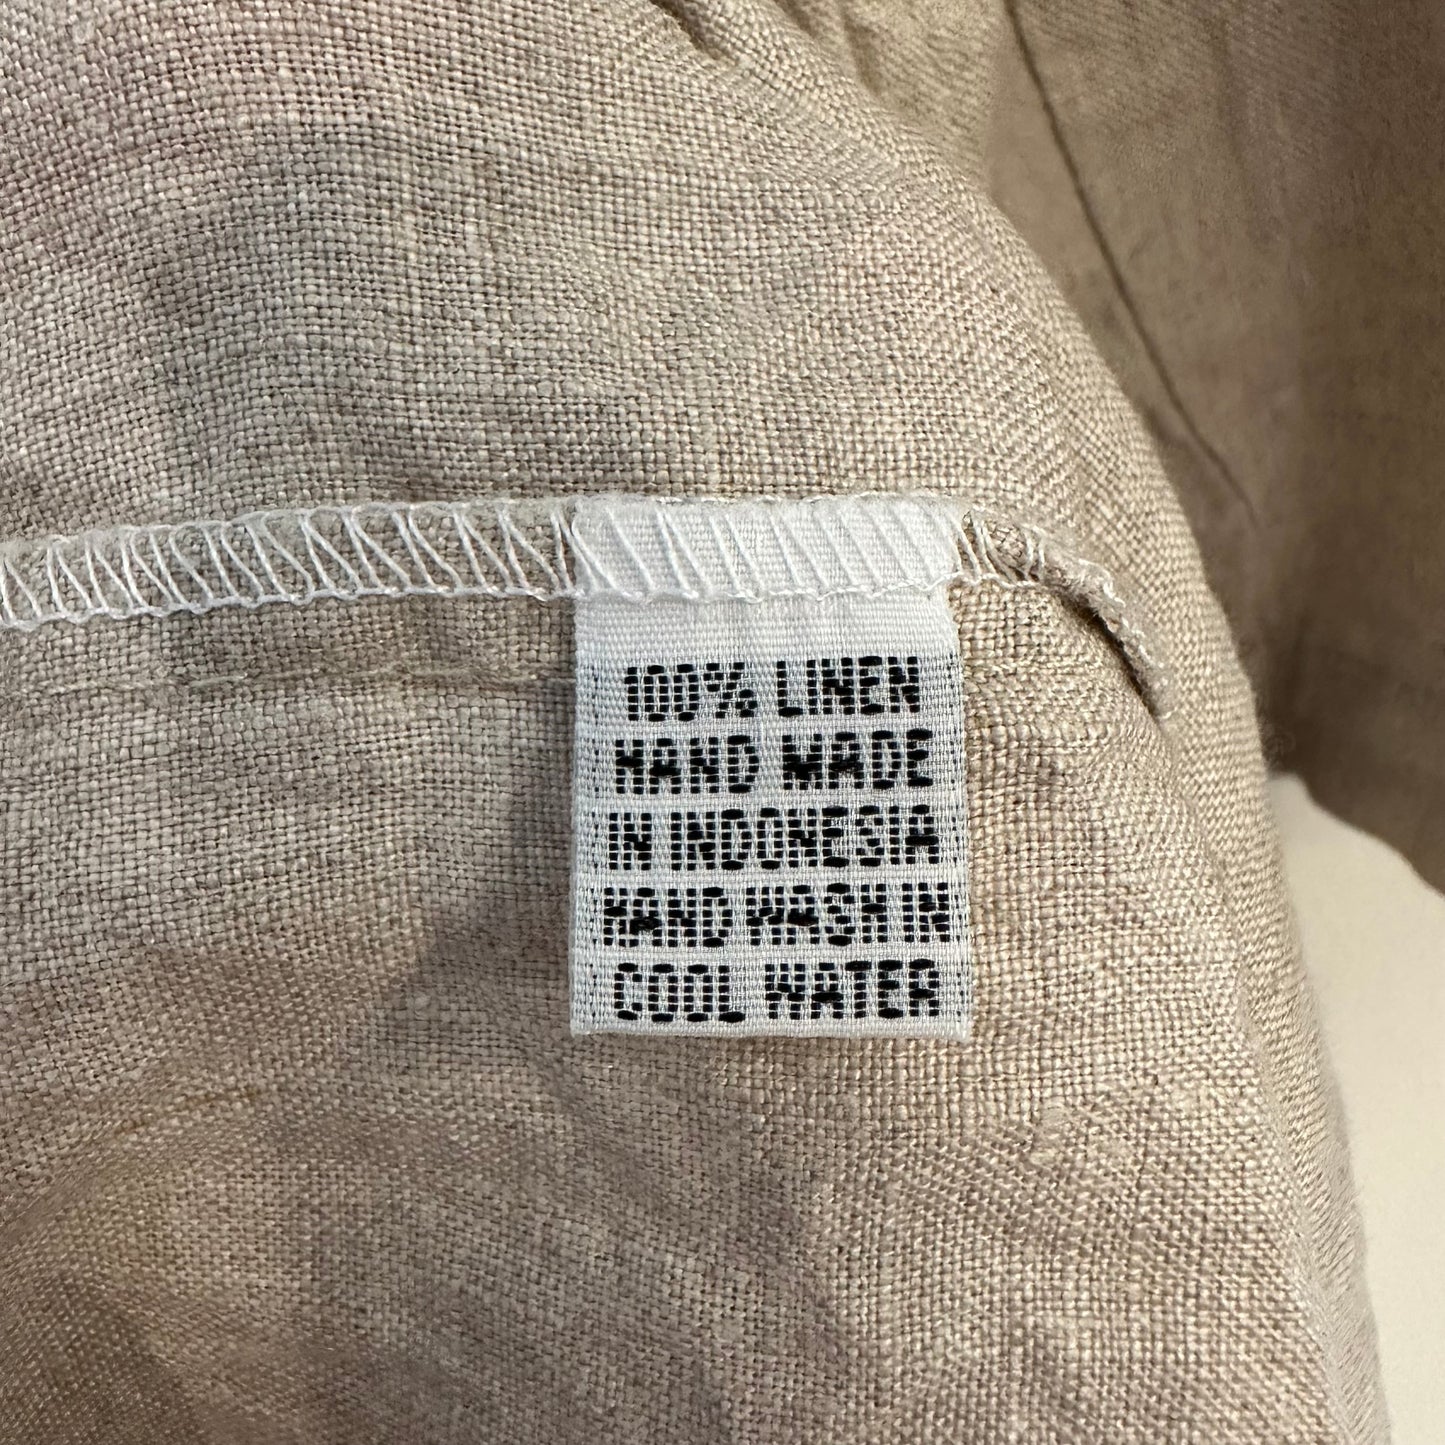 100% LINEN
HAND MADE
IN INDONESIA
HAND WASH IN
COOL WATER